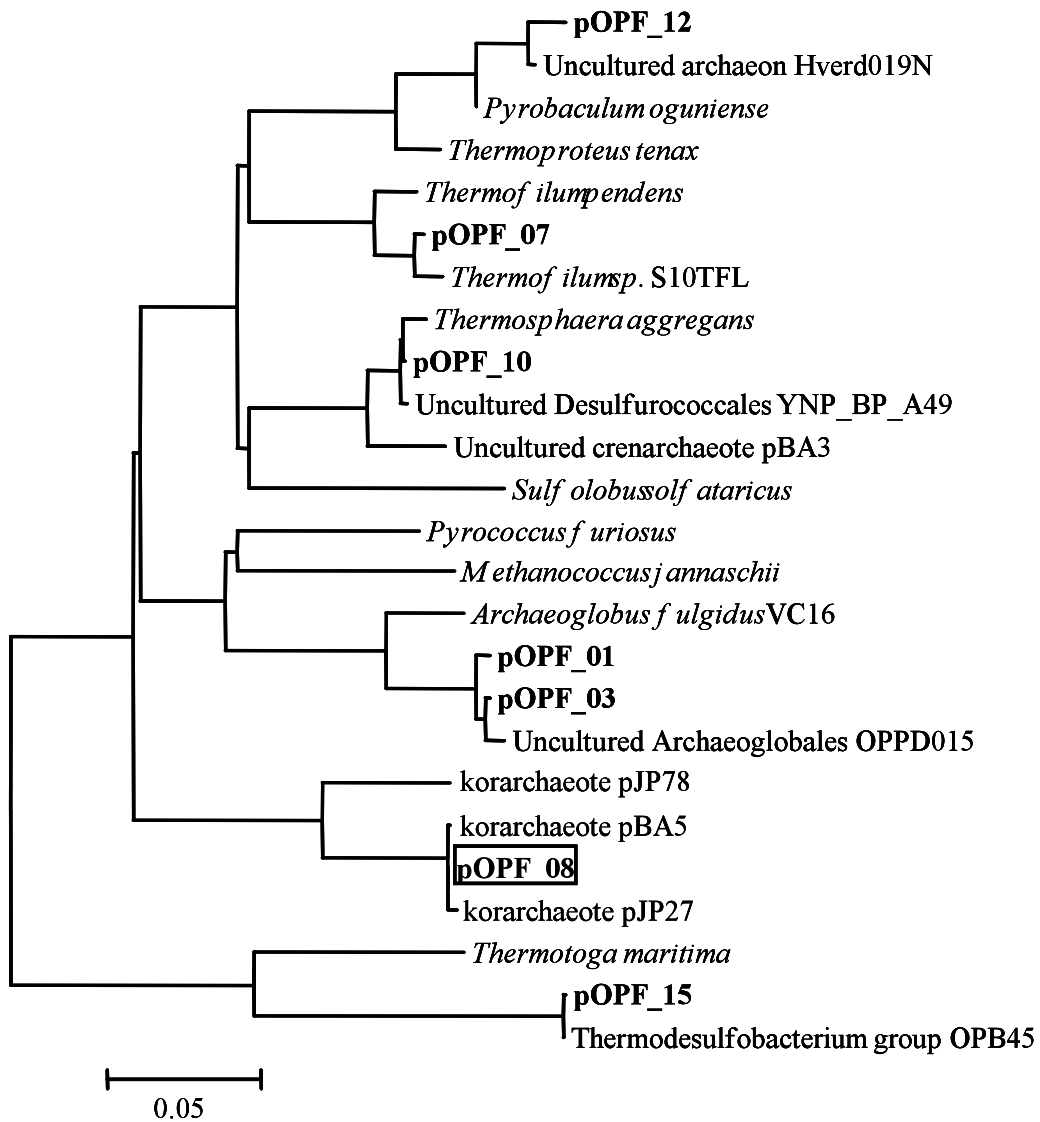 pOPF_12
Uncultured archaeon Hverd019N
Pyrobaculum oguniense
Thermoproteus tenax
Thermof ilum pendens
pOPF_07
Thermof ilum sp. S10TFL
Thermosphaera aggregans
pOPF_10
Uncultured Desulfurococcales YNP_BP_A49
Uncultured crenarchaeote pBA3
Sulf olobus solf ataricus
Pyrococcus f uriosus
Methanococcus jannaschii
Archaeoglobus f ulgidus VC16
pOPF_01
pOPF_03
Uncultured Archaeoglobales OPPD015
korarchaeote pJP78
korarchaeote pBA5
pOPF_08
korarchaeote pJP27
Thermotoga maritima
pOPF_15
Thermodesulfobacterium group OPB45
0.05